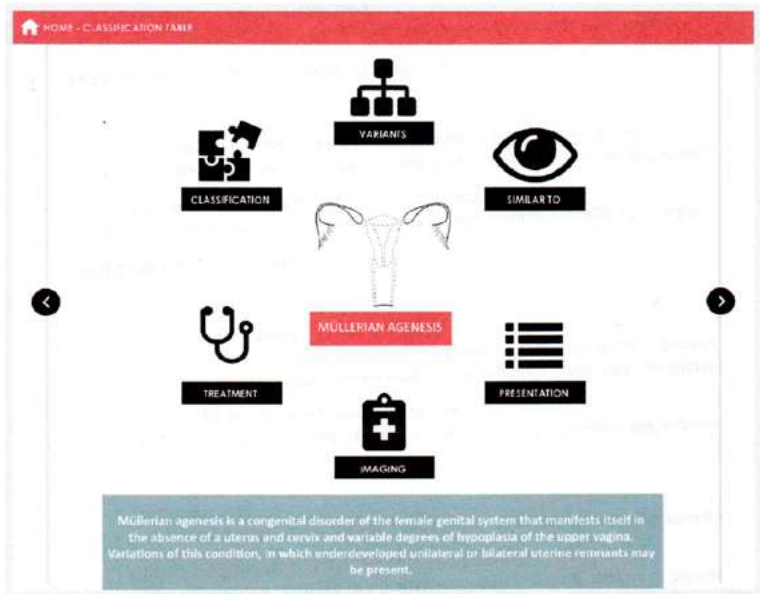 HOME - CLASSIFICATION TABLE
VARIANTS
CLASSIFICATION
SIMILAR TO
MÜLLERIAN AGENESIS
TREATMENT
PRESENTATION
IMAGING
Müllerian agenesis is a congenital disorder of the female genital system that manifests itself in
the absence of a uterus and cervix and variable degrees of hypoplasia of the upper vagina.
Variations of this condition, in which underdeveloped unilateral or bilateral uterine remnants may
be present.